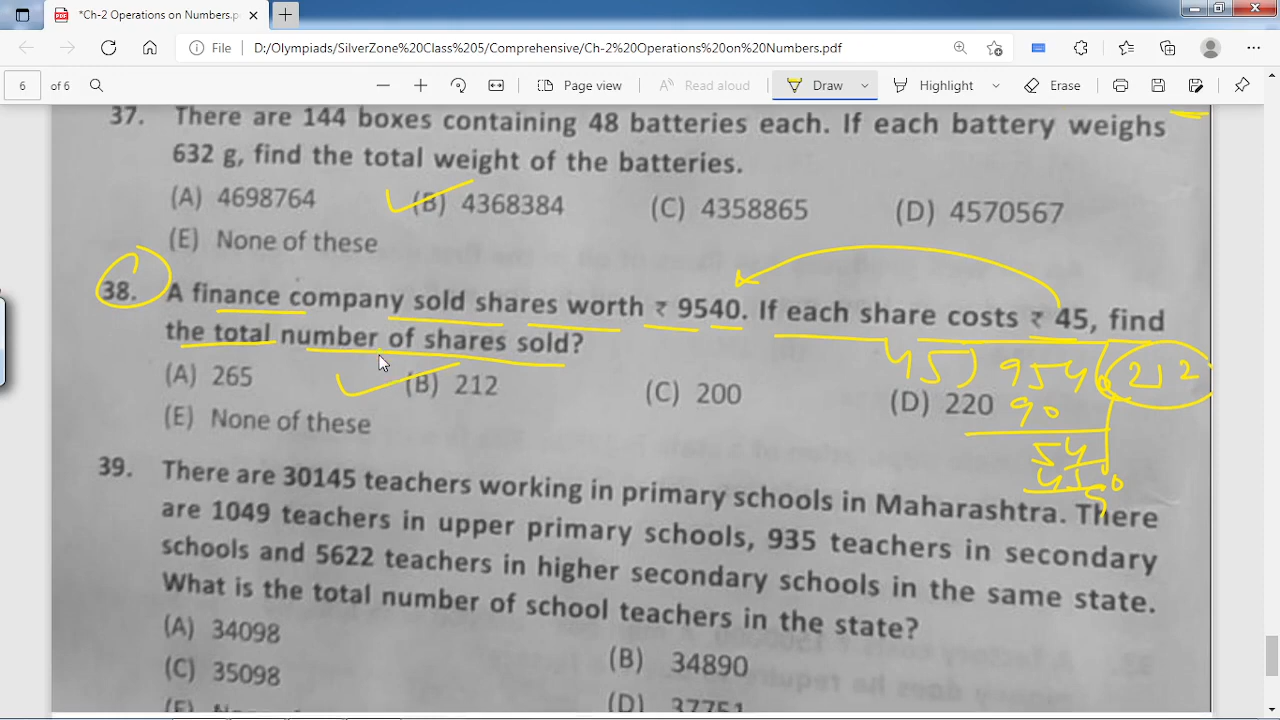 *Ch-2 Operations on Numbers.p
File D:/Olympiads/SilverZone%20Class%205/Comprehensive/Ch-2%20Operations%20on%20Numbers.pdf
6 of 6 Page view Read aloud Draw Highlight Erase
37. There are 144 boxes containing 48 batteries each. If each battery weighs
632 g, find the total weight of the batteries.
(A) 4698764 (B) 4368384 (C) 4358865 (D) 4570567
(E) None of these
38. A finance company sold shares worth ₹ 9540. If each share costs ₹ 45, find
the total number of shares sold?
45) 9540 (212
(A) 265 (B) 212 (C) 200 (D) 220
90
(E) None of these
54
45
39. There are 30145 teachers working in primary schools in Maharashtra. There
are 1049 teachers in upper primary schools, 935 teachers in secondary
schools and 5622 teachers in higher secondary schools in the same state.
What is the total number of school teachers in the state?
(A) 34098 (B) 34890
(C) 35098 (D) 37751